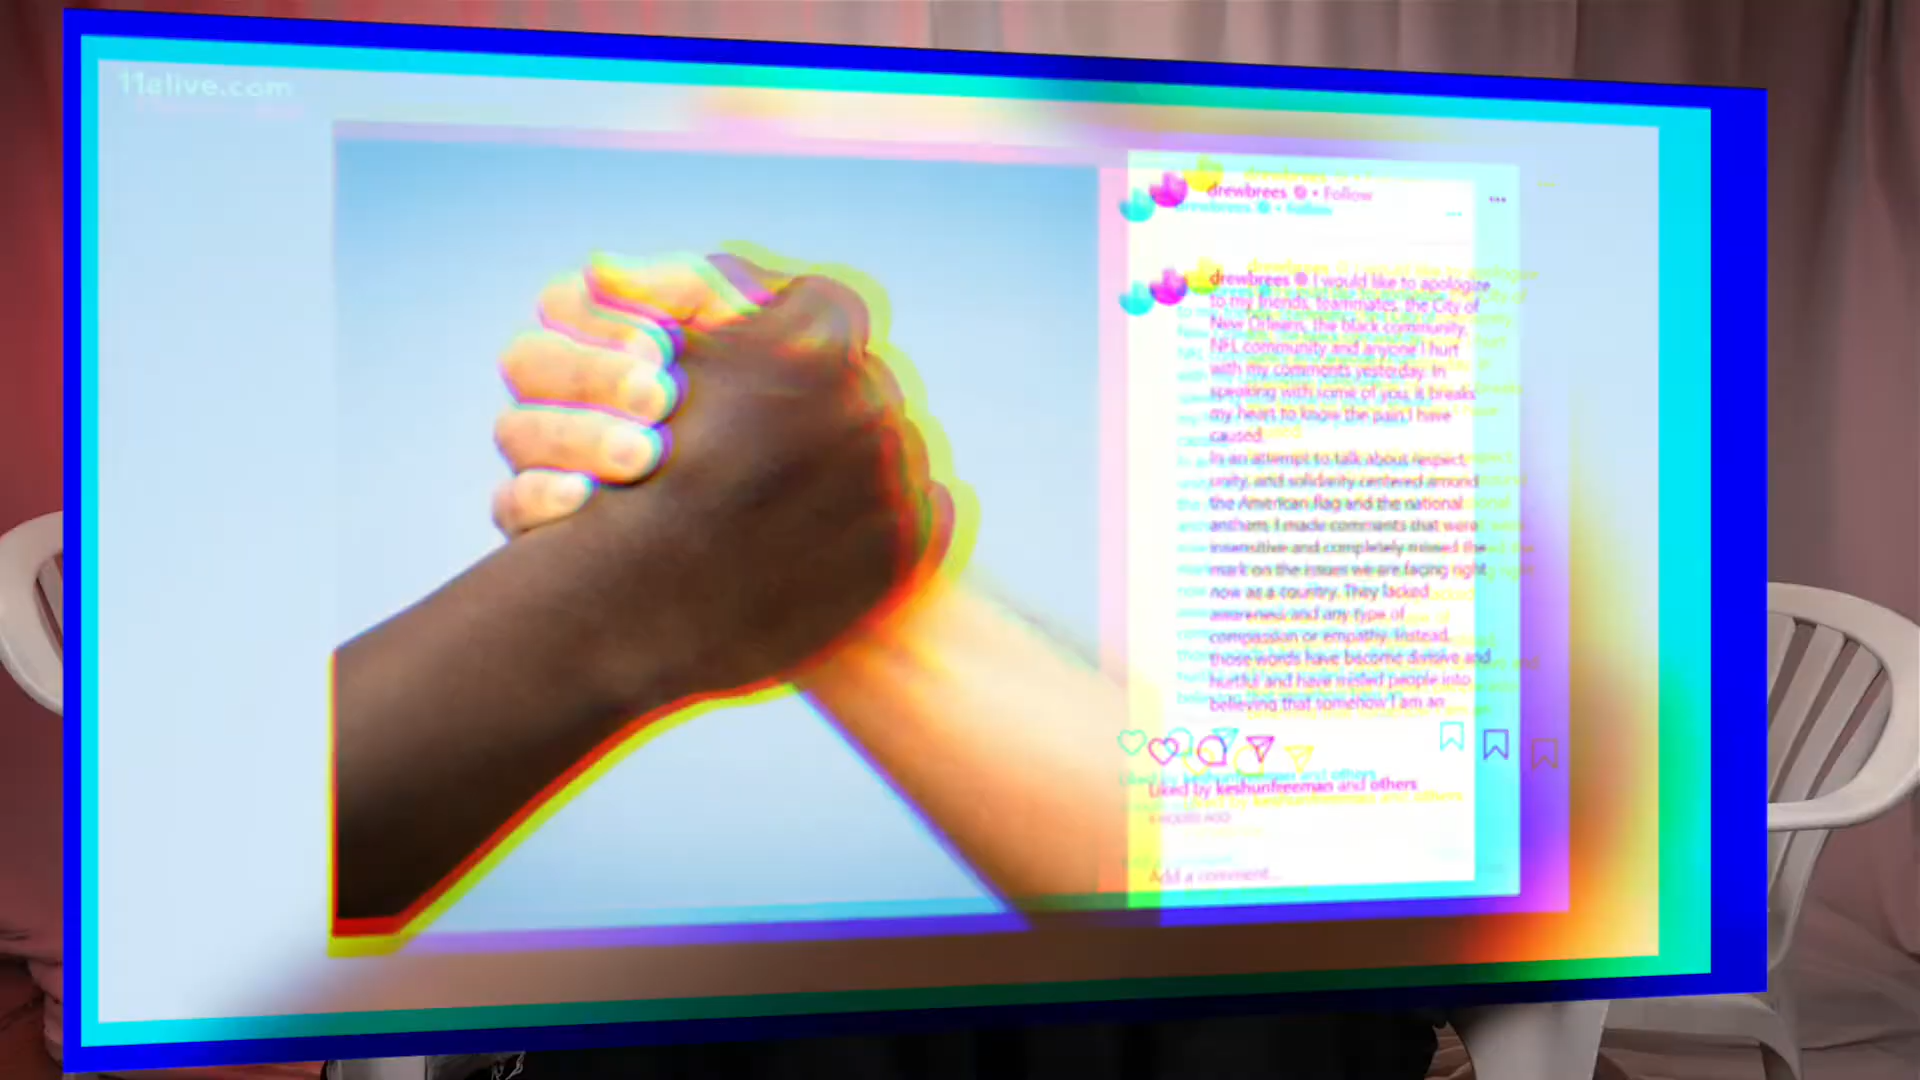 11alive.com
drewbrees • Follow
drewbrees I would like to apologize
to my friends, teammates, the City of
New Orleans, the black community,
NFL community and anyone I hurt
with my comments yesterday. In
speaking with some of you, it breaks
my heart to know the pain I have
caused.
In an attempt to talk about respect,
unity, and solidarity centered around
the American flag and the national
anthem, I made comments that were
insensitive and completely missed the
mark on the issues we are facing right
now as a country. They lacked
awareness and any type of
compassion or empathy. Instead,
those words have become divisive and
hurtful and have misled people into
believing that somehow I am an
Liked by keshunfreeman and others
HOURS AGO
Add a comment...